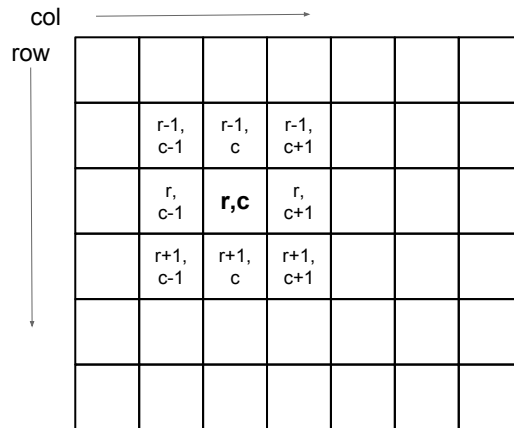 col
row
r-1,
c-1
r-1,
c
r-1,
c+1
r,
c-1
r,c
r,
c+1
r+1,
c-1
r+1,
c
r+1,
c+1